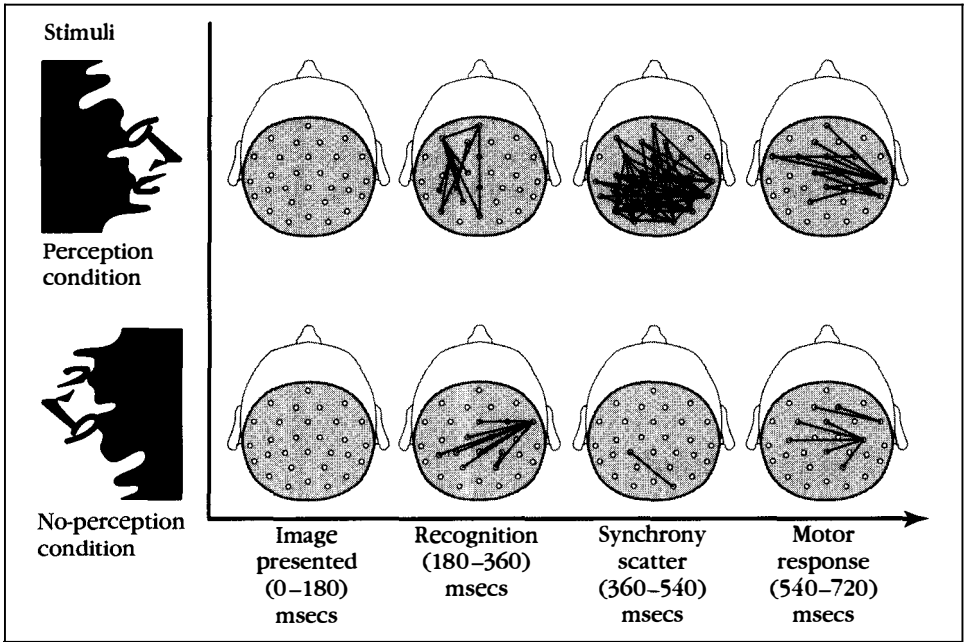 Stimuli
Perception
condition
No-perception
condition
Image
presented
(0–180)
msecs
Recognition
(180–360)
msecs
Synchrony
scatter
(360–540)
msecs
Motor
response
(540–720)
msecs